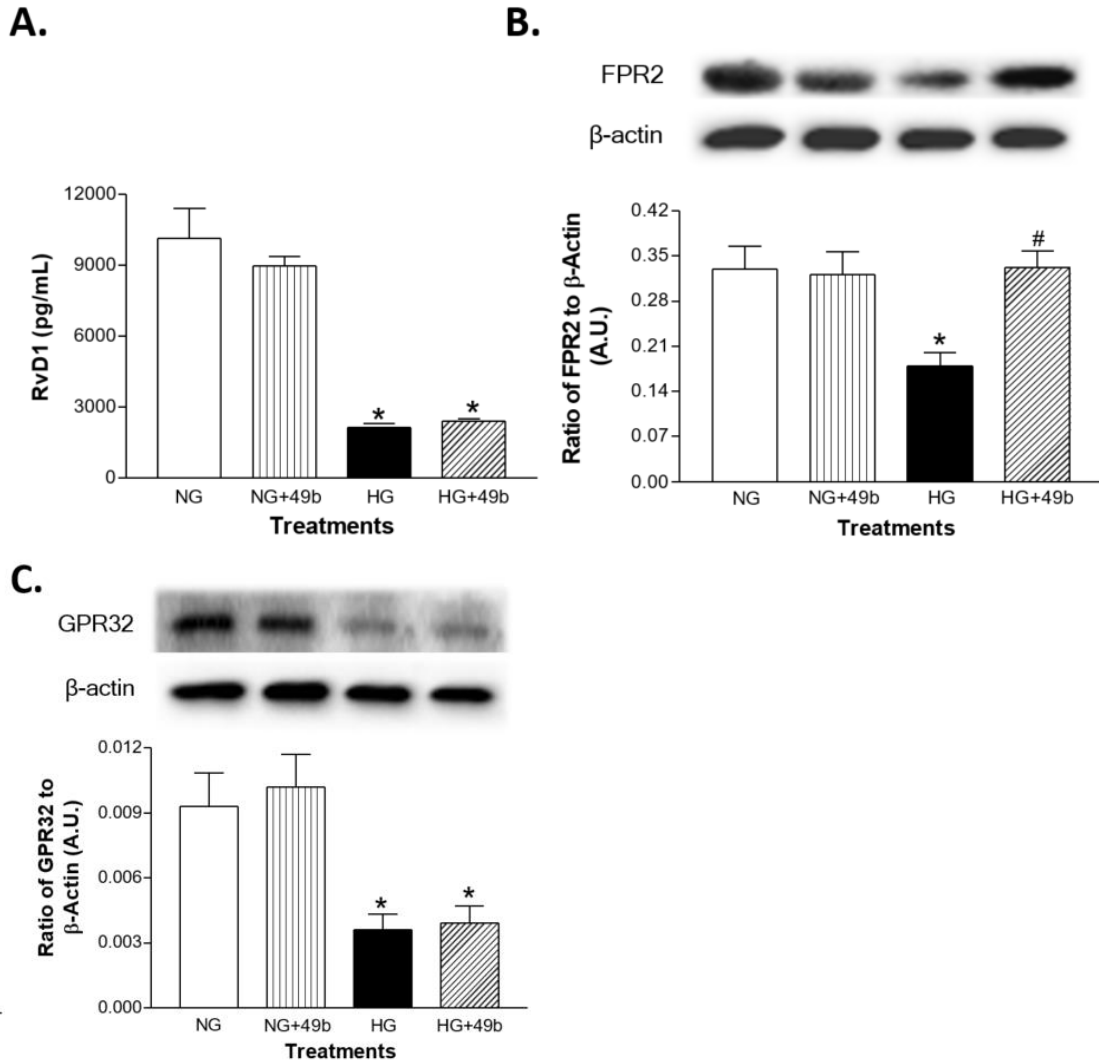 A.
12000
9000
6000
3000
0
RvD1 (pg/mL)
*
*
NG NG+49b HG HG+49b
Treatments
B.
FPR2
β-actin
0.42
0.35
0.28
0.21
0.14
0.07
0.00
Ratio of FPR2 to β-Actin
(A.U.)
*
#
NG NG+49b HG HG+49b
Treatments
C.
GPR32
β-actin
0.012
0.009
0.006
0.003
0.000
Ratio of GPR32 to
β-Actin (A.U.)
*
*
NG NG+49b HG HG+49b
Treatments